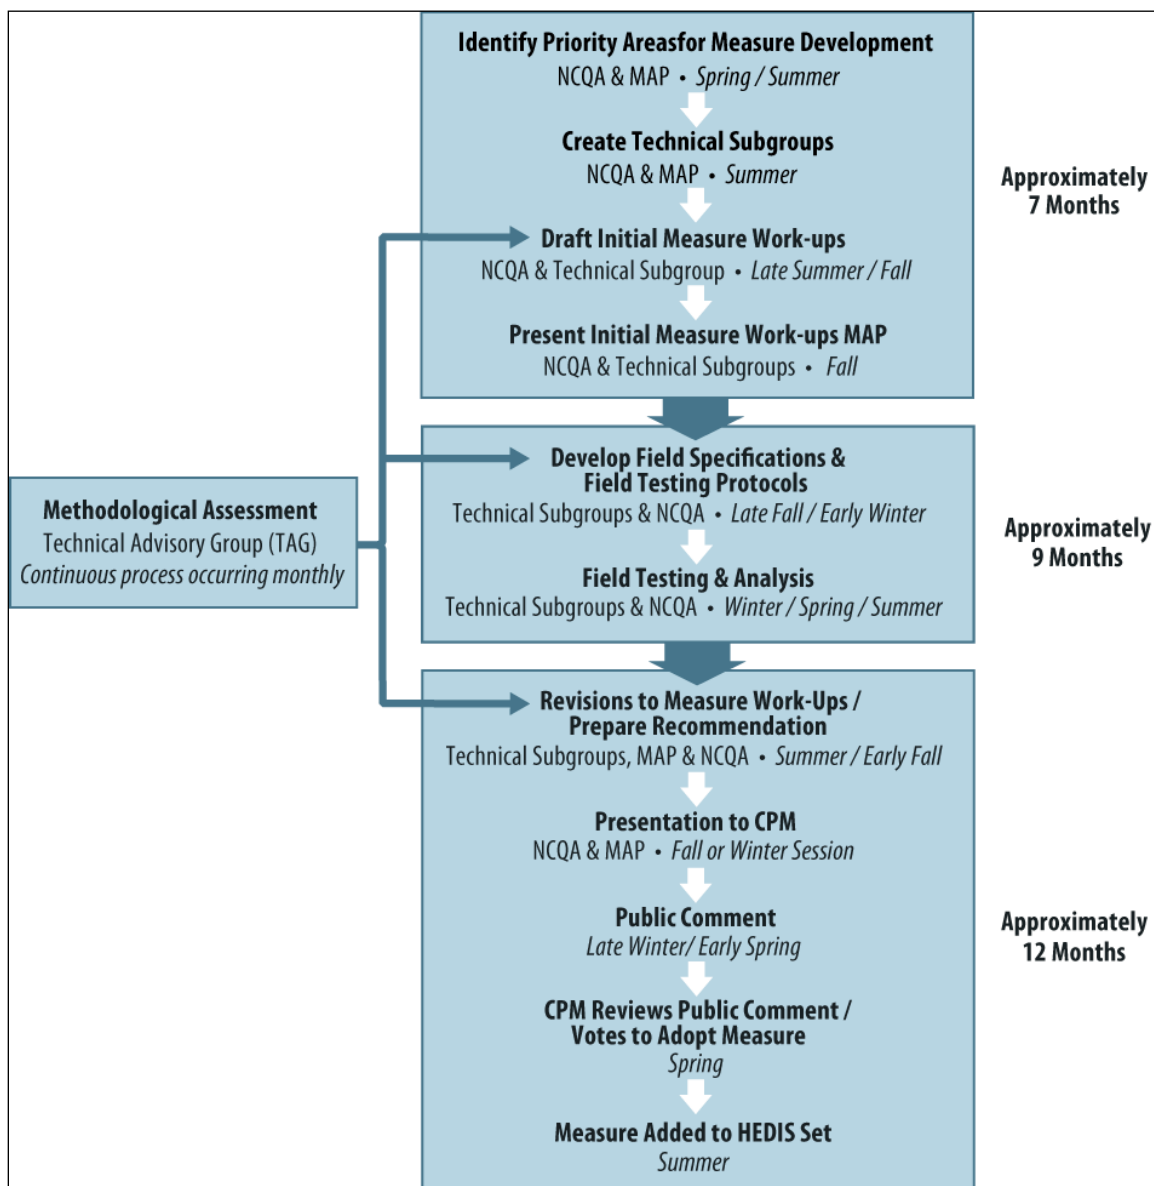 Identify Priority Areasfor Measure Development
NCQA & MAP • Spring / Summer
Create Technical Subgroups
NCQA & MAP • Summer
Draft Initial Measure Work-ups
NCQA & Technical Subgroup • Late Summer / Fall
Present Initial Measure Work-ups MAP
NCQA & Technical Subgroups • Fall
Approximately
7 Months
Methodological Assessment
Technical Advisory Group (TAG)
Continuous process occurring monthly
Develop Field Specifications &
Field Testing Protocols
Technical Subgroups & NCQA • Late Fall / Early Winter
Field Testing & Analysis
Technical Subgroups & NCQA • Winter / Spring / Summer
Approximately
9 Months
Revisions to Measure Work-Ups /
Prepare Recommendation
Technical Subgroups, MAP & NCQA • Summer / Early Fall
Presentation to CPM
NCQA & MAP • Fall or Winter Session
Public Comment
Late Winter/ Early Spring
CPM Reviews Public Comment /
Votes to Adopt Measure
Spring
Measure Added to HEDIS Set
Summer
Approximately
12 Months